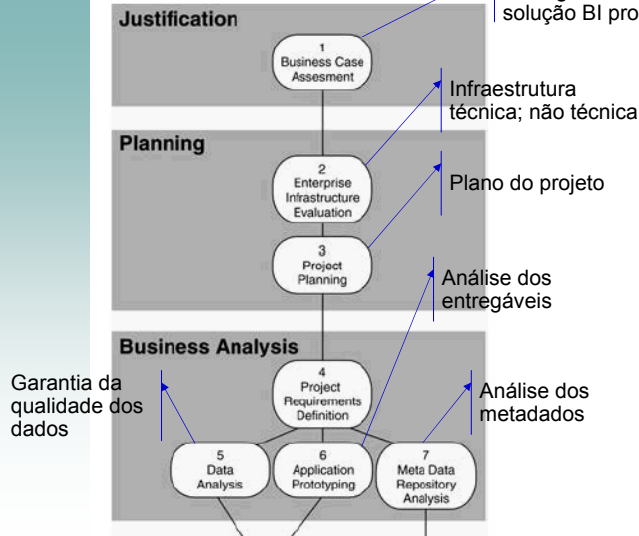 solução BI pro
Justification
1
Business Case
Assesment
Infraestrutura
técnica; não técnica
Planning
2
Enterprise
Infrastructure
Evaluation
Plano do projeto
3
Project
Planning
Análise dos
entregáveis
Business Analysis
4
Project
Requirements
Definition
Garantia da
qualidade dos
dados
Análise dos
metadados
5
Data
Analysis
6
Application
Prototyping
7
Meta Data
Repository
Analysis